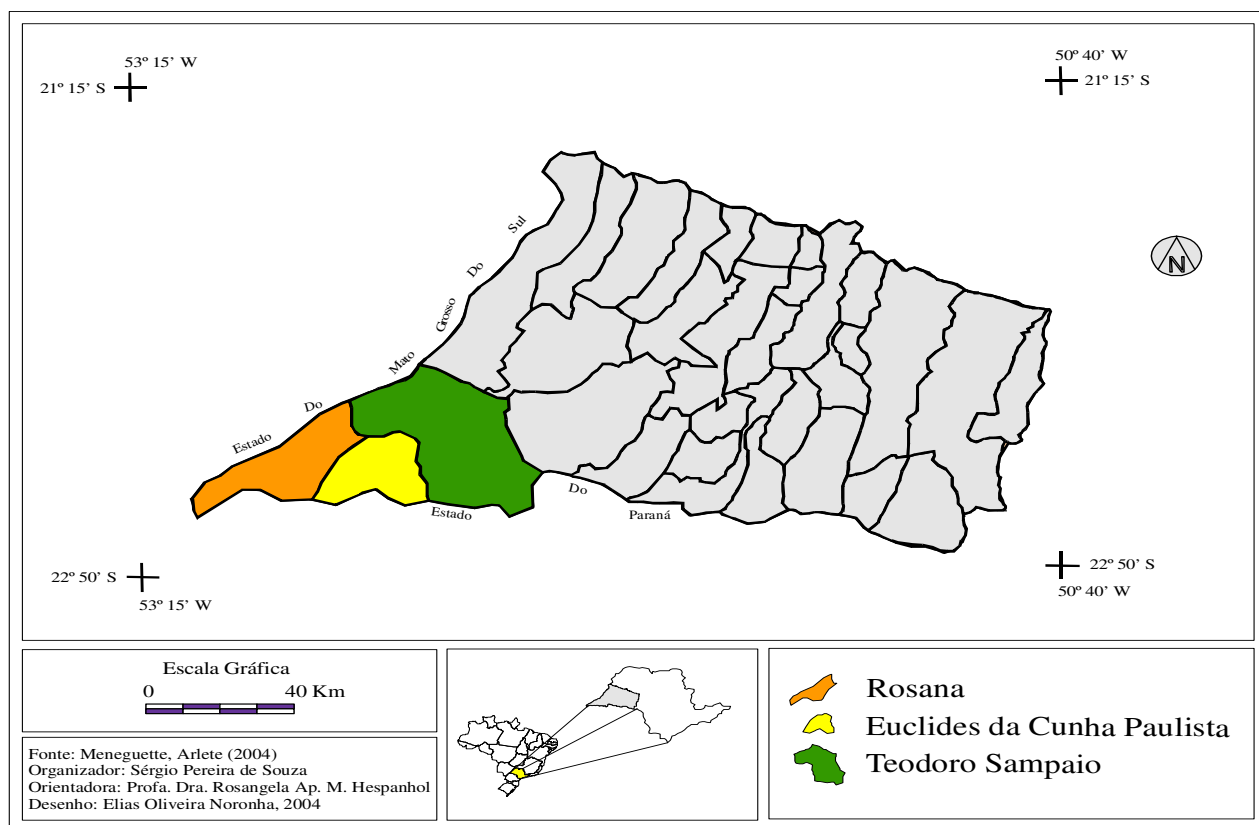 53º 15’ W
50º 40’ W
21º 15’ S
21º 15’ S
Estado Do Mato Grosso Do Sul
N
Estado Do Paraná
22º 50’ S
22º 50’ S
53º 15’ W
50º 40’ W
Escala Gráfica
0 40 Km
Fonte: Meneguette, Arlete (2004)
Organizador: Sérgio Pereira de Souza
Orientadora: Profa. Dra. Rosangela Ap. M. Hespanhol
Desenho: Elias Oliveira Noronha, 2004
Rosana
Euclides da Cunha Paulista
Teodoro Sampaio